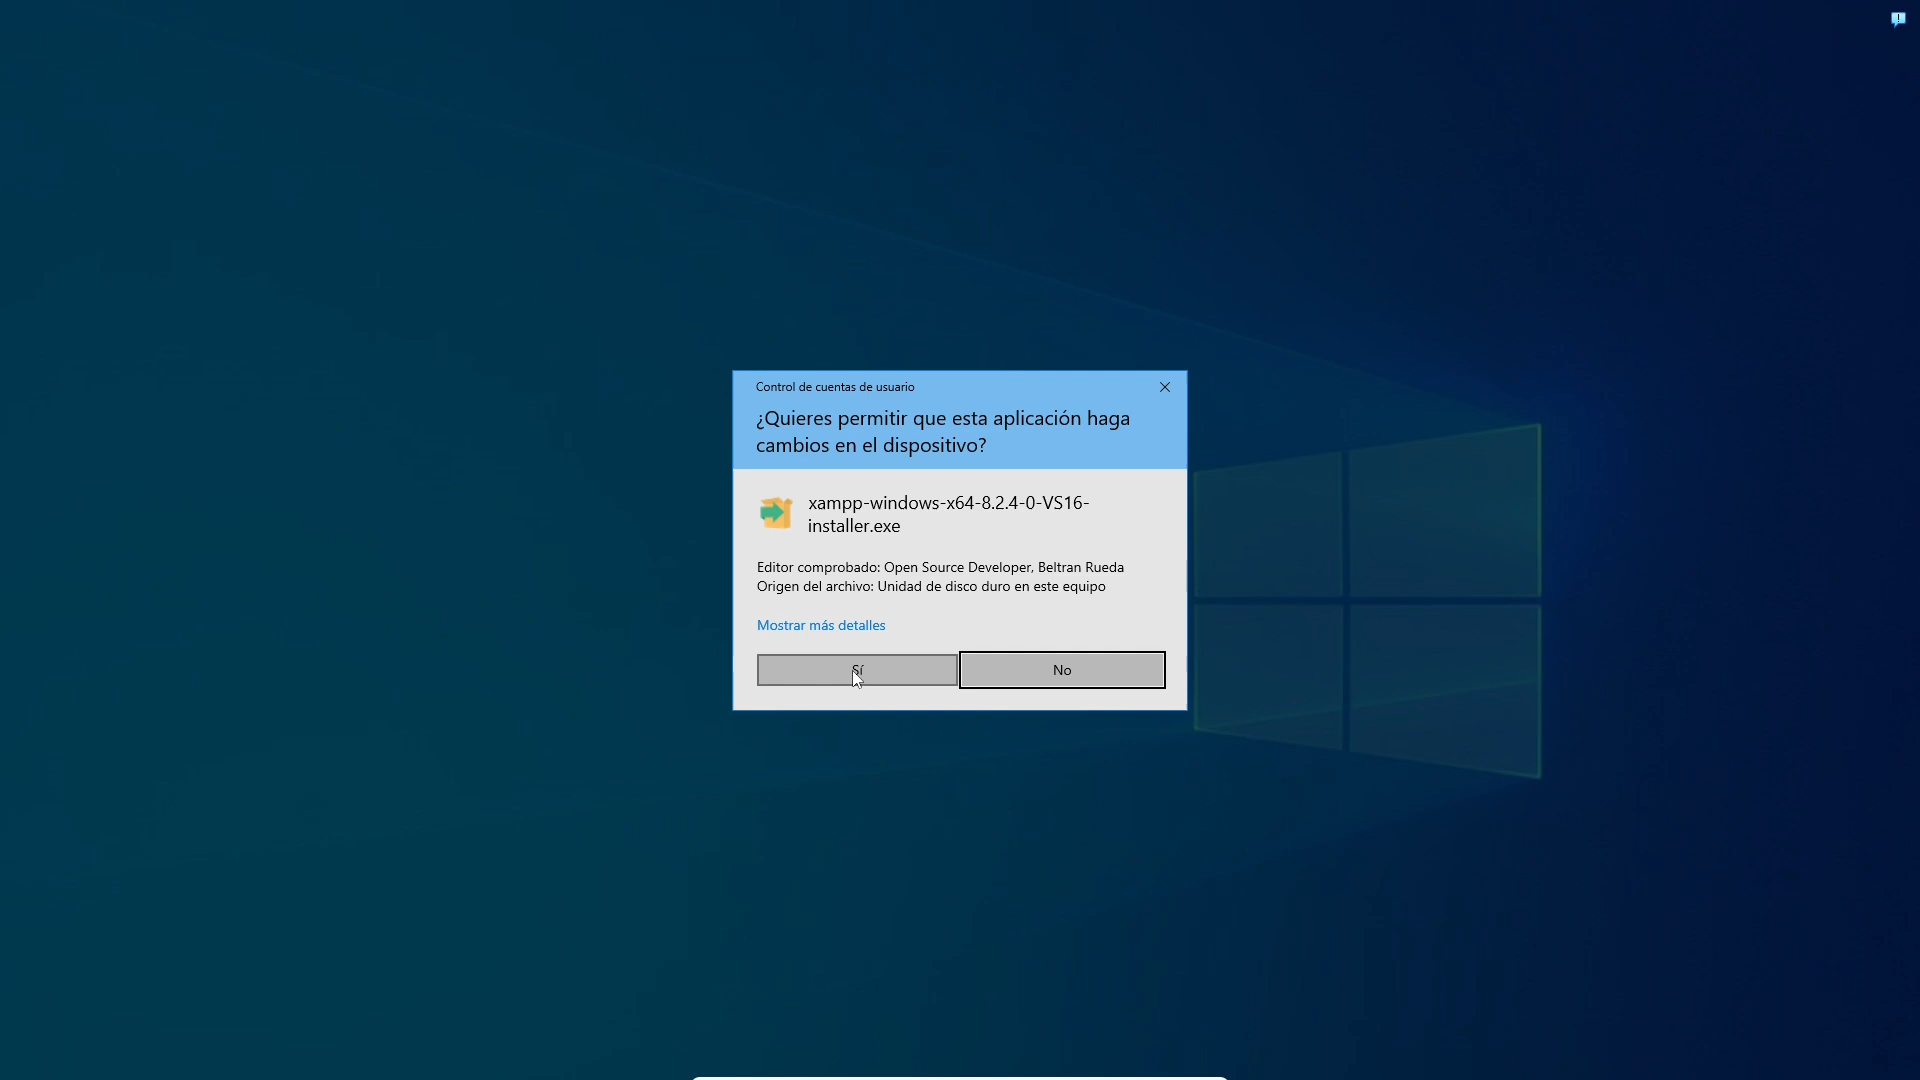 Control de cuentas de usuario
¿Quieres permitir que esta aplicación haga
cambios en el dispositivo?
xampp-windows-x64-8.2.4-0-VS16-
installer.exe
Editor comprobado: Open Source Developer, Beltran Rueda
Origen del archivo: Unidad de disco duro en este equipo
Mostrar más detalles
Sí
No